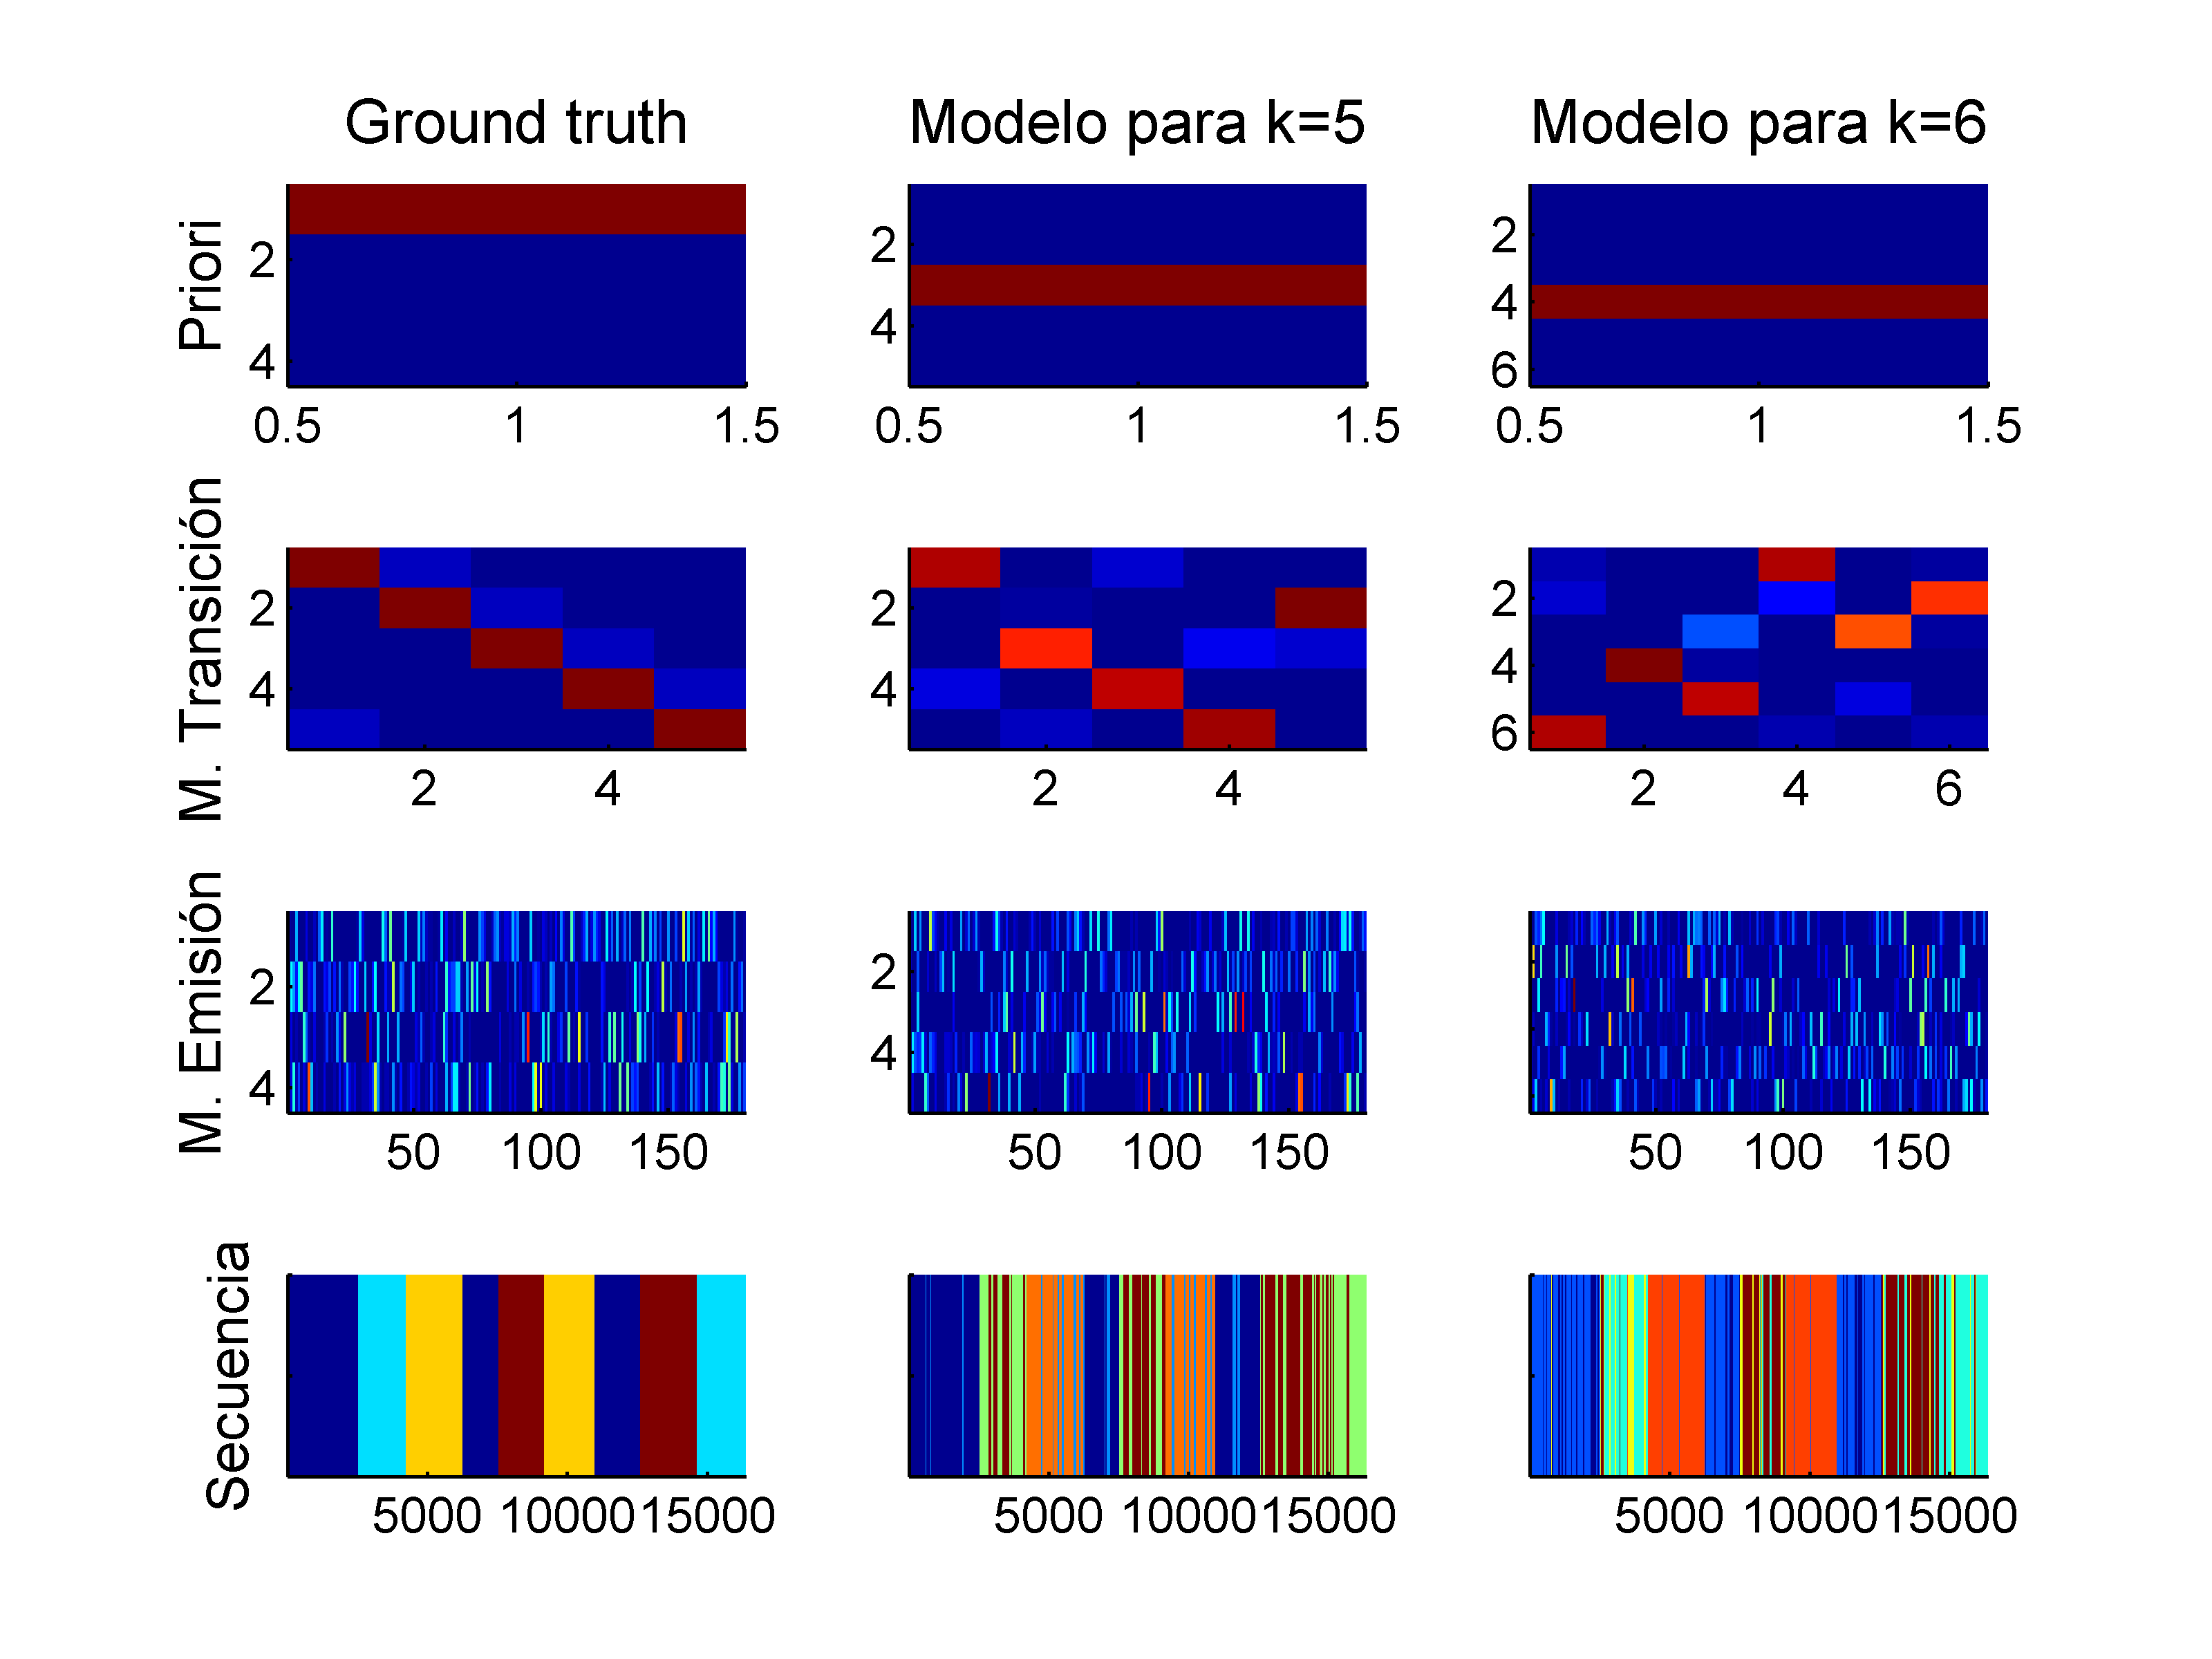 Ground truth Modelo para k=5 Modelo para k=6
Priori
2 2 2
4 4 4
6
0.5 1 1.5 0.5 1 1.5 0.5 1 1.5
M. Transición
2 2 2
4 4 4
6
2 4 2 4 2 4 6
M. Emisión
2 2
4 4
50 100 150 50 100 150 50 100 150
Secuencia
5000 10000 15000 5000 10000 15000 5000 10000 15000